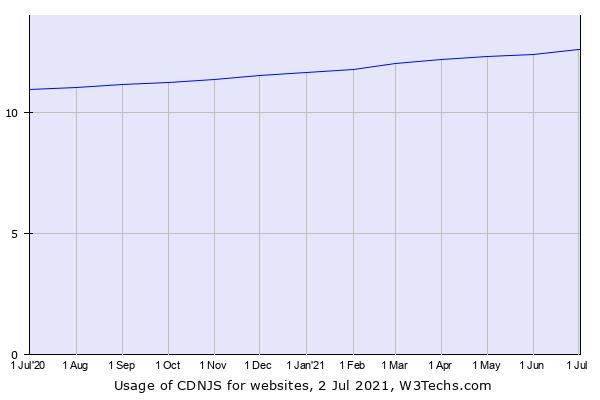 10
5
0
1 Jul'20 1 Aug 1 Sep 1 Oct 1 Nov 1 Dec 1 Jan'21 1 Feb 1 Mar 1 Apr 1 May 1 Jun 1 Jul
Usage of CDNJS for websites, 2 Jul 2021, W3Techs.com